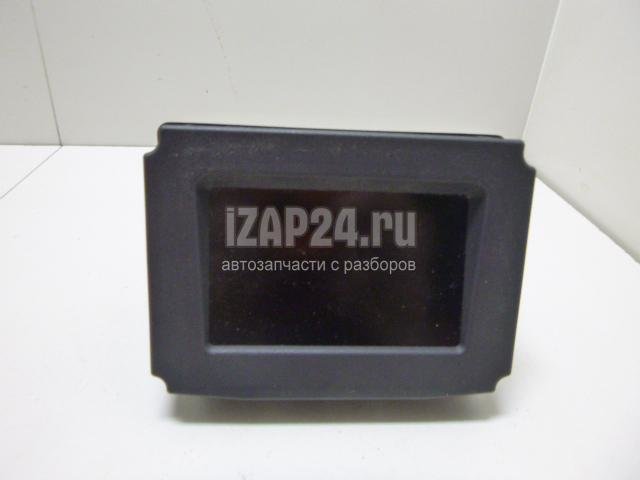 iZAP24.ru
автозапчасти с разборов